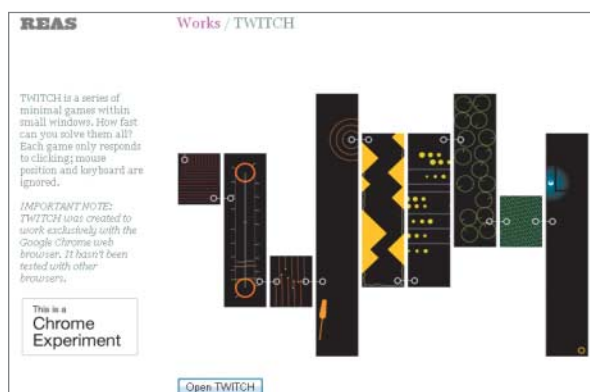 REAS
Works / TWITCH
TWITCH is a series of
minimal games within
small windows. How fast
can you solve them all?
Each game only responds
to clicking; mouse
position and keyboard are
ignored.
IMPORTANT NOTE:
TWITCH was created to
work exclusively with the
Google Chrome web
browser. It hasn't been
tested with other
browsers.
This is a
Chrome
Experiment
Open TWITCH